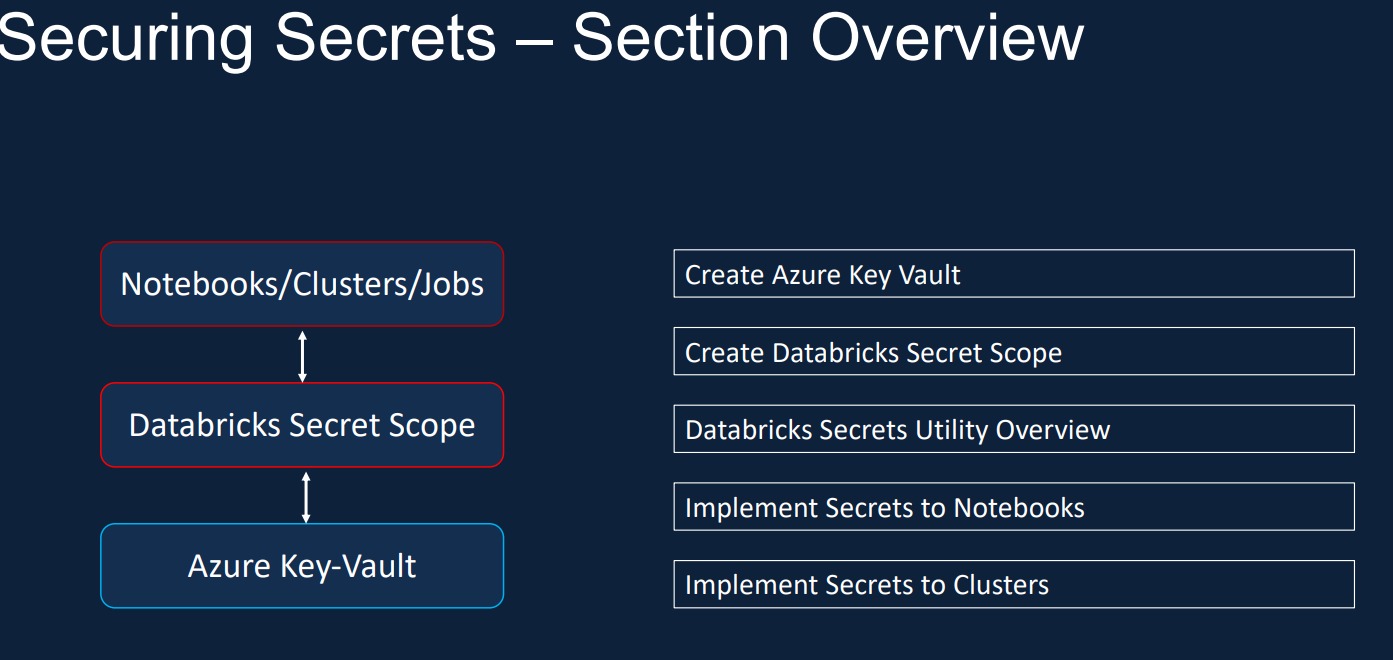 Securing Secrets – Section Overview
Notebooks/Clusters/Jobs
Databricks Secret Scope
Azure Key-Vault
Create Azure Key Vault
Create Databricks Secret Scope
Databricks Secrets Utility Overview
Implement Secrets to Notebooks
Implement Secrets to Clusters